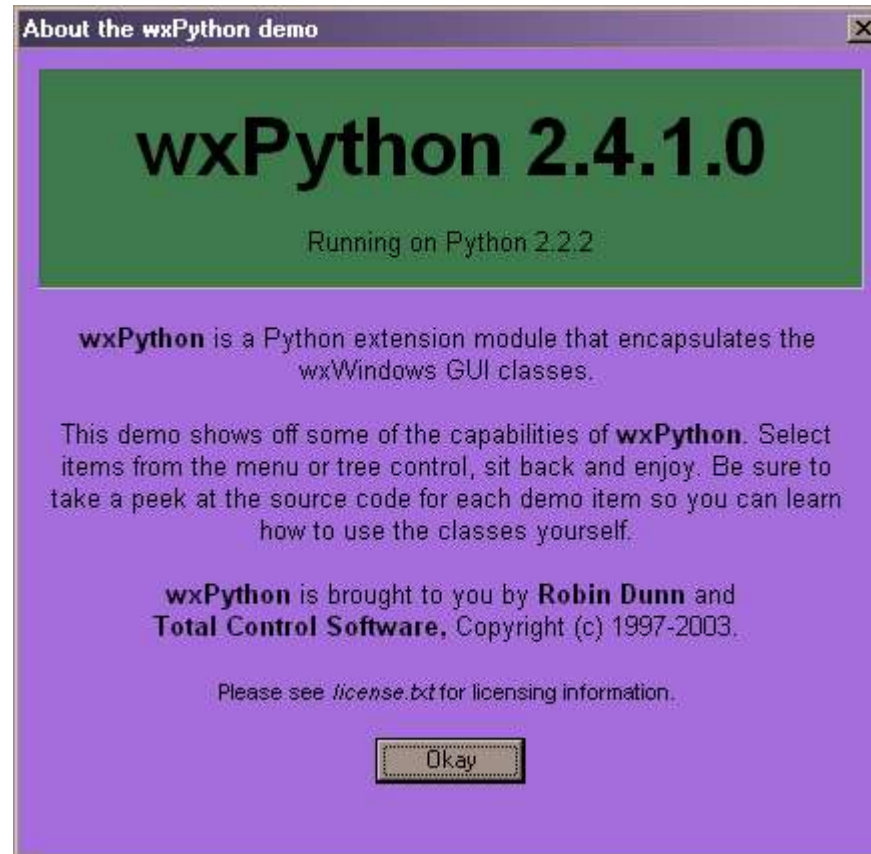 About the wxPython demo
wxPython 2.4.1.0
Running on Python 2.2.2
wxPython is a Python extension module that encapsulates the
wxWindows GUI classes.
This demo shows off some of the capabilities of wxPython. Select
items from the menu or tree control, sit back and enjoy. Be sure to
take a peek at the source code for each demo item so you can learn
how to use the classes yourself.
wxPython is brought to you by Robin Dunn and
Total Control Software, Copyright (c) 1997-2003.
Please see license.txt for licensing information.
Okay